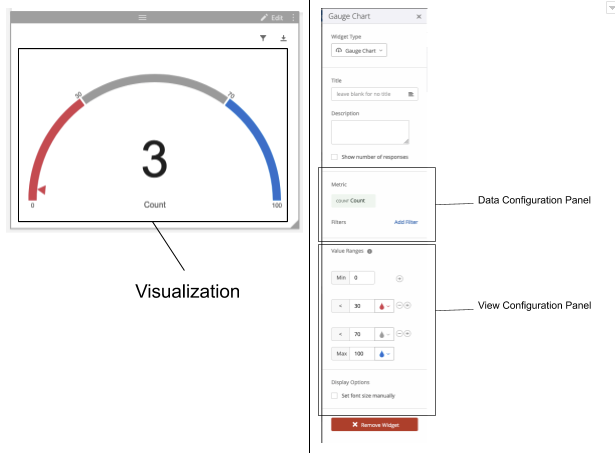 Edit
30
70
3
0
Count
100
Visualization
Gauge Chart
×
Widget Type
Gauge Chart
Title
leave blank for no title
Description
Show number of responses
Metric
count Count
Filters
Add Filter
Data Configuration Panel
Value Ranges
Min 0
< 30
< 70
Max 100
View Configuration Panel
Display Options
Set font size manually
× Remove Widget